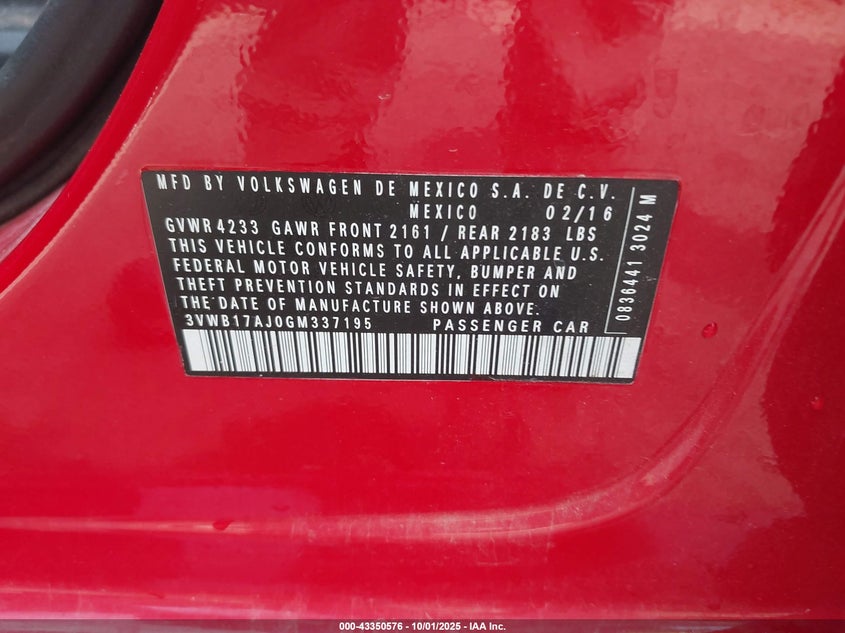 MFD BY VOLKSWAGEN DE MEXICO S.A. DE C.V.
MEXICO 02/16
GVWR 4233 GAWR FRONT 2161 / REAR 2183 LBS
THIS VEHICLE CONFORMS TO ALL APPLICABLE U.S.
FEDERAL MOTOR VEHICLE SAFETY, BUMPER AND
THEFT PREVENTION STANDARDS IN EFFECT ON
THE DATE OF MANUFACTURE SHOWN ABOVE.
3VWB17AJ0GM337195 PASSENGER CAR
0836441 3024 M
000-43350576 - 10/01/2025 - IAA Inc.